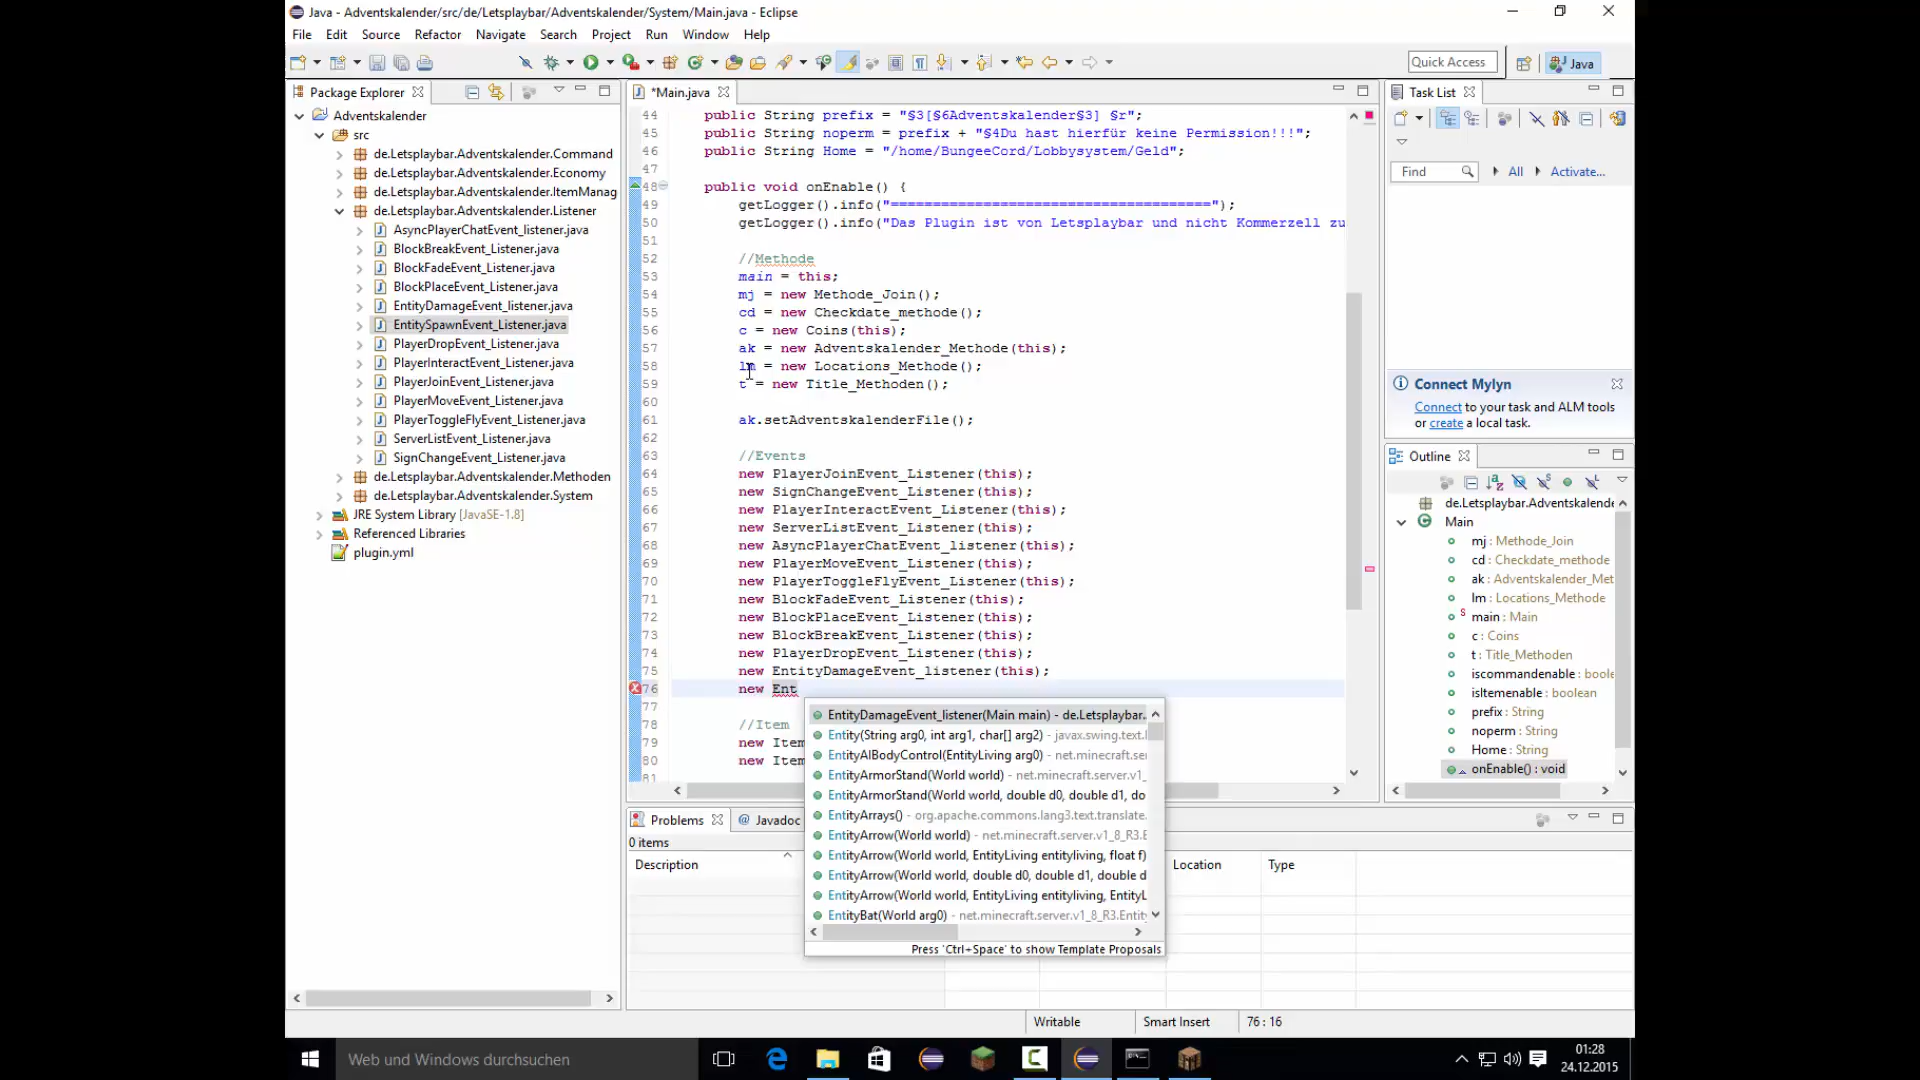 Java - Adventskalender/src/de/Letsplaybar/Adventskalender/System/Main.java - Eclipse
File Edit Source Refactor Navigate Search Project Run Window Help
Quick Access
Java
Package Explorer
Adventskalender
src
de.Letsplaybar.Adventskalender.Command
de.Letsplaybar.Adventskalender.Economy
de.Letsplaybar.Adventskalender.ItemManag
de.Letsplaybar.Adventskalender.Listener
AsyncPlayerChatEvent_listener.java
BlockBreakEvent_Listener.java
BlockFadeEvent_Listener.java
BlockPlaceEvent_Listener.java
EntityDamageEvent_listener.java
EntitySpawnEvent_Listener.java
PlayerDropEvent_Listener.java
PlayerInteractEvent_Listener.java
PlayerJoinEvent_Listener.java
PlayerMoveEvent_Listener.java
PlayerToggleFlyEvent_Listener.java
ServerListEvent_Listener.java
SignChangeEvent_Listener.java
de.Letsplaybar.Adventskalender.Methoden
de.Letsplaybar.Adventskalender.System
JRE System Library [JavaSE-1.8]
Referenced Libraries
plugin.yml
*Main.java
44 public String prefix = "§3[§6Adventskalender§3] §r";
45 public String noperm = prefix + "§4Du hast hierfür keine Permission!!!";
46 public String Home = "/home/BungeeCord/Lobbysystem/Geld";
47
48 public void onEnable() {
49 getLogger().info("======================================");
50 getLogger().info("Das Plugin ist von Letsplaybar und nicht Kommerzell zu
51
52 //Methode
53 main = this;
54 mj = new Methode_Join();
55 cd = new Checkdate_methode();
56 c = new Coins(this);
57 ak = new Adventskalender_Methode(this);
58 lm = new Locations_Methode();
59 t = new Title_Methoden();
60
61 ak.setAdventskalenderFile();
62
63 //Events
64 new PlayerJoinEvent_Listener(this);
65 new SignChangeEvent_Listener(this);
66 new PlayerInteractEvent_Listener(this);
67 new ServerListEvent_Listener(this);
68 new AsyncPlayerChatEvent_listener(this);
69 new PlayerMoveEvent_Listener(this);
70 new PlayerToggleFlyEvent_Listener(this);
71 new BlockFadeEvent_Listener(this);
72 new BlockPlaceEvent_Listener(this);
73 new BlockBreakEvent_Listener(this);
74 new PlayerDropEvent_Listener(this);
75 new EntityDamageEvent_listener(this);
76 new Ent
77
78 //Item
79 new Item
80 new Item
81
EntityDamageEvent_listener(Main main) - de.Letsplaybar.
Entity(String arg0, int arg1, char[] arg2) - javax.swing.text.
EntityAIBodyControl(EntityLiving arg0) - net.minecraft.se
EntityArmorStand(World world) - net.minecraft.server.v1_
EntityArmorStand(World world, double d0, double d1, do
EntityArrays() - org.apache.commons.lang3.text.translate.
EntityArrow(World world) - net.minecraft.server.v1_8_R3.E
EntityArrow(World world, EntityLiving entityliving, float f)
EntityArrow(World world, double d0, double d1, double d
EntityArrow(World world, EntityLiving entityliving, EntityL
EntityBat(World arg0) - net.minecraft.server.v1_8_R3.Entit
Press 'Ctrl+Space' to show Template Proposals
Problems
@ Javadoc
0 items
Description
Location
Type
Task List
Find
All
Activate...
Connect Mylyn
Connect to your task and ALM tools
or create a local task.
Outline
de.Letsplaybar.Adventskalende
Main
mj : Methode_Join
cd : Checkdate_methode
ak : Adventskalender_Met
lm : Locations_Methode
S main : Main
c : Coins
t : Title_Methoden
iscommandenable : boole
isItemenable : boolean
prefix : String
noperm : String
Home : String
onEnable() : void
Writable
Smart Insert
76 : 16
Web und Windows durchsuchen
01:28
24.12.2015